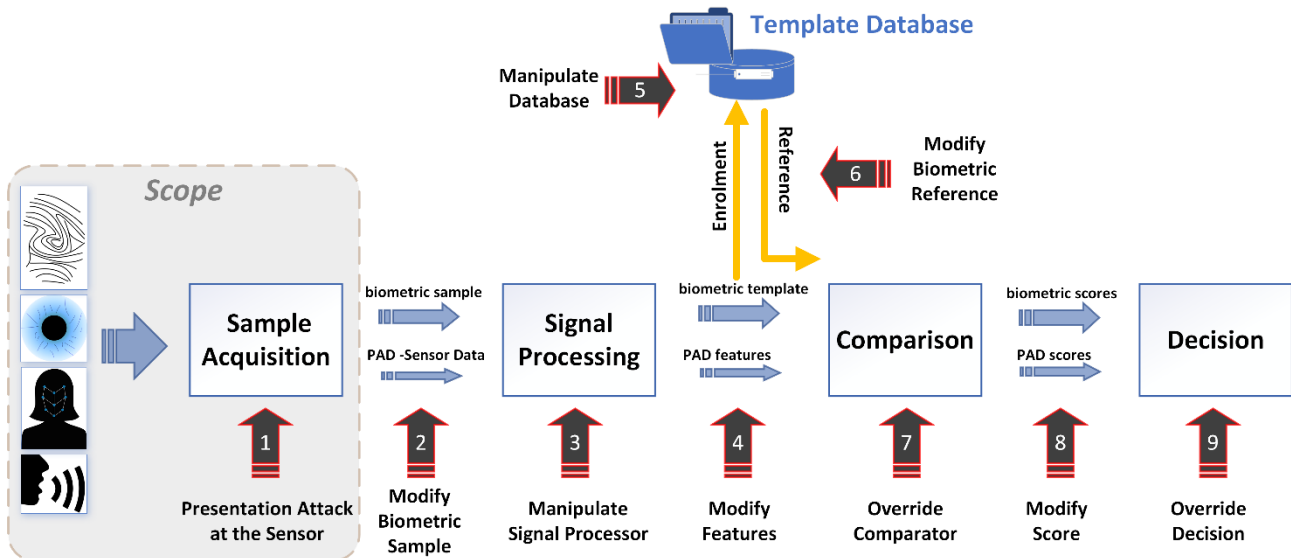 Template Database
Manipulate
Database
5
Enrolment
Reference
6
Modify
Biometric
Reference
Scope
Sample
Acquisition
biometric sample
PAD -Sensor Data
Signal
Processing
biometric template
PAD features
Comparison
biometric scores
PAD scores
Decision
1
2
3
4
7
8
9
Presentation Attack
at the Sensor
Modify
Biometric
Sample
Manipulate
Signal Processor
Modify
Features
Override
Comparator
Modify
Score
Override
Decision